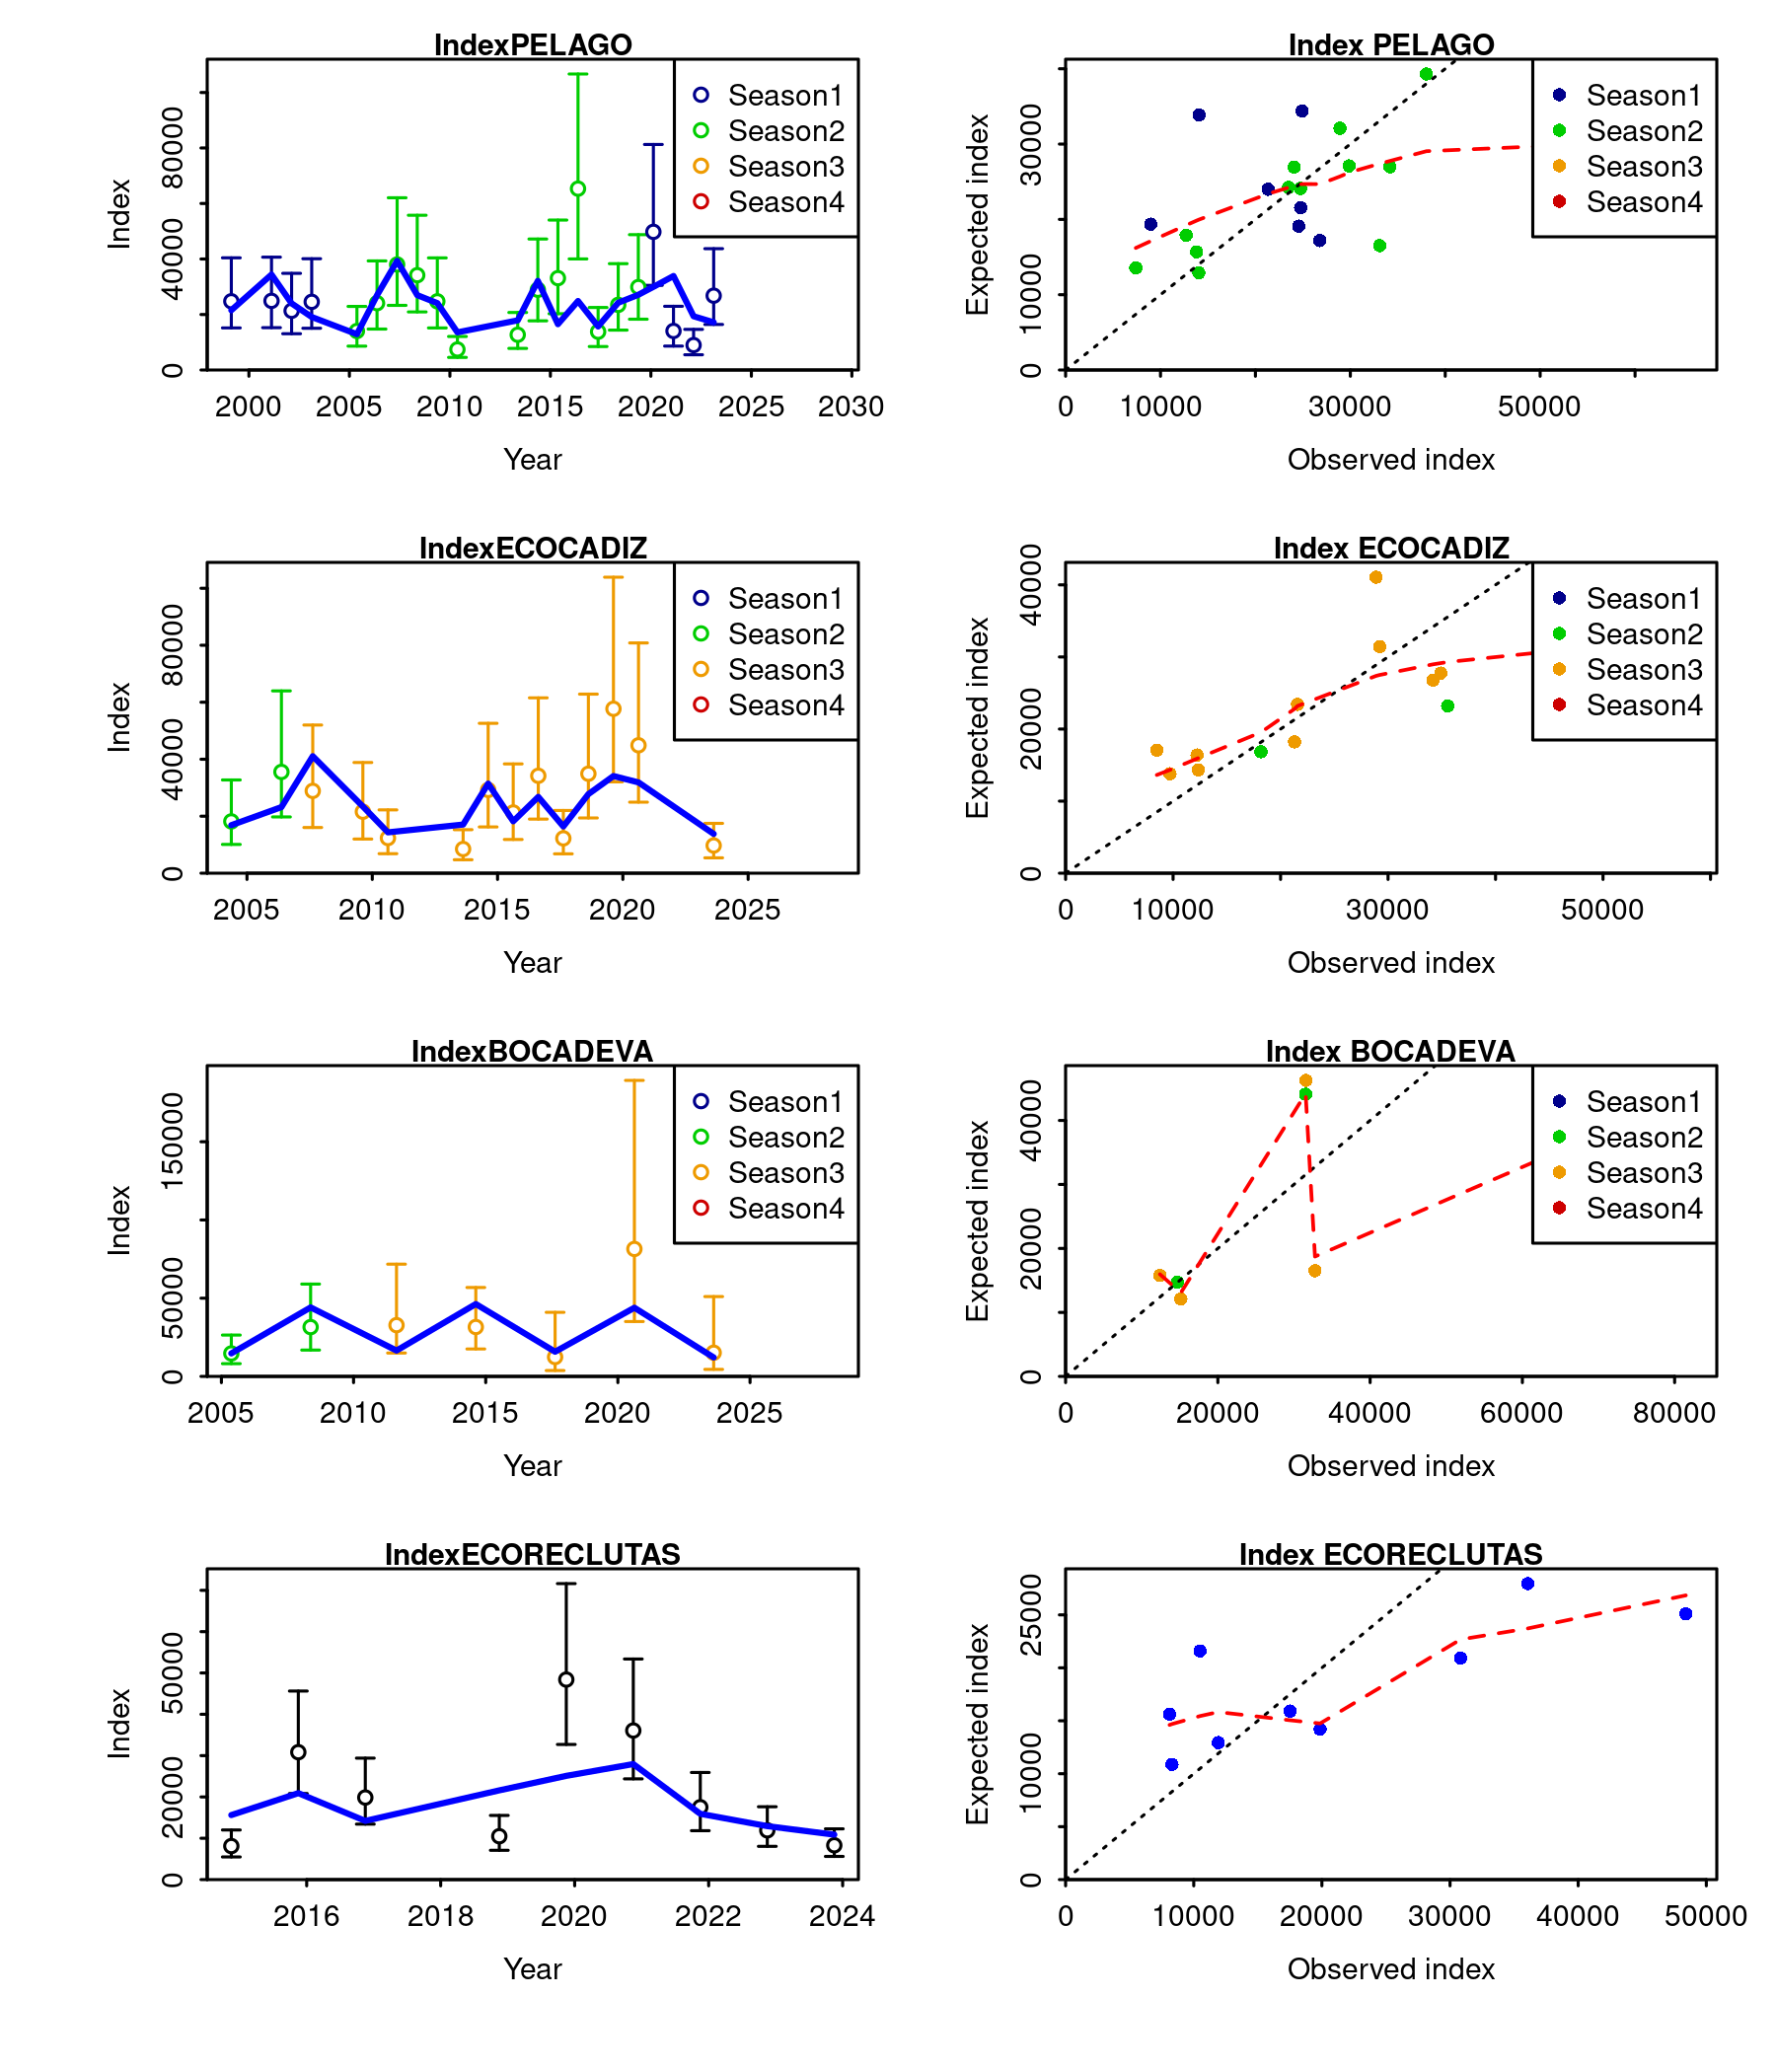 IndexPELAGO
Index
0
40000
80000
2000 2005 2010 2015 2020 2025 2030
Year
Season1
Season2
Season3
Season4
Index PELAGO
Expected index
0
10000
30000
0 10000 30000 50000
Observed index
Season1
Season2
Season3
Season4
IndexECOCADIZ
Index
0
40000
80000
2005 2010 2015 2020 2025
Year
Season1
Season2
Season3
Season4
Index ECOCADIZ
Expected index
0
20000
40000
0 10000 30000 50000
Observed index
Season1
Season2
Season3
Season4
IndexBOCADEVA
Index
0
50000
150000
2005 2010 2015 2020 2025
Year
Season1
Season2
Season3
Season4
Index BOCADEVA
Expected index
0
20000
40000
0 20000 40000 60000 80000
Observed index
Season1
Season2
Season3
Season4
IndexECORECLUTAS
Index
0
20000
50000
2016 2018 2020 2022 2024
Year
Index ECORECLUTAS
Expected index
0
10000
25000
0 10000 20000 30000 40000 50000
Observed index